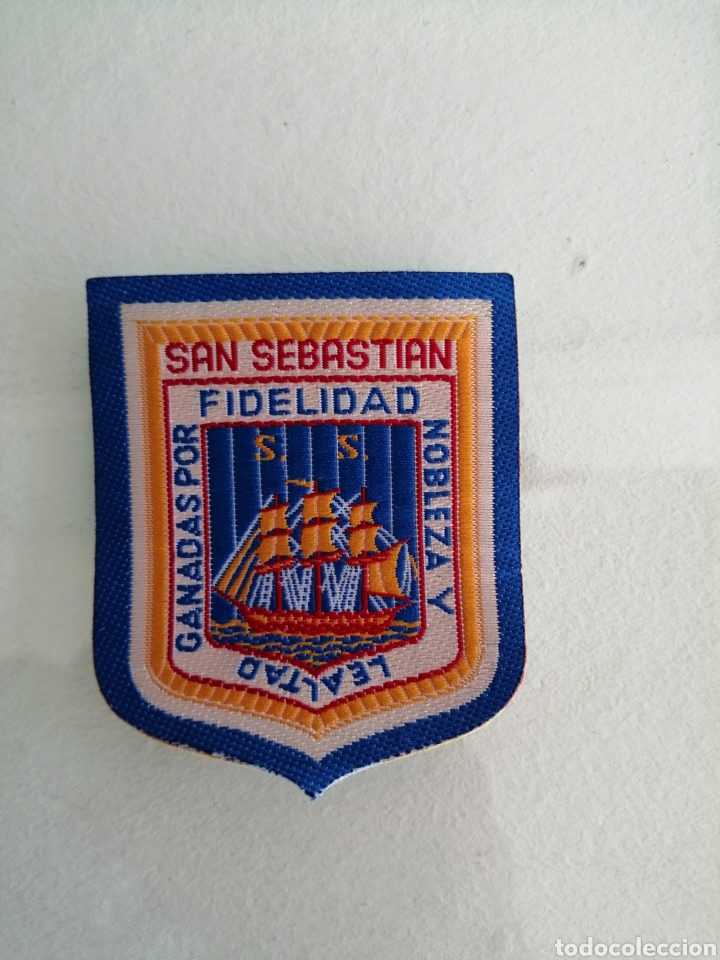 SAN SEBASTIAN
GANADAS POR
FIDELIDAD
NOBLEZA Y
LEALTAD
S. S.
todocoleccion